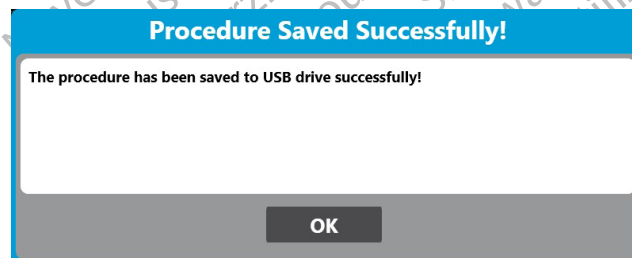 Procedure Saved Successfully!
The procedure has been saved to USB drive successfully!
OK